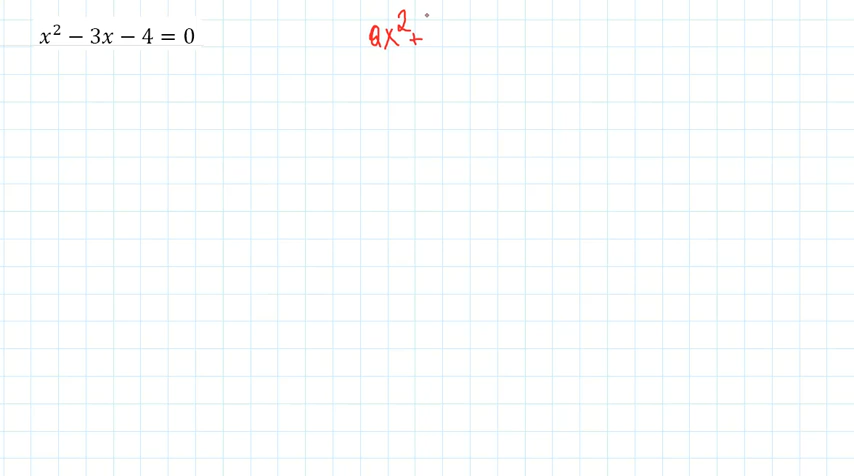 x² − 3x − 4 = 0
ax² +